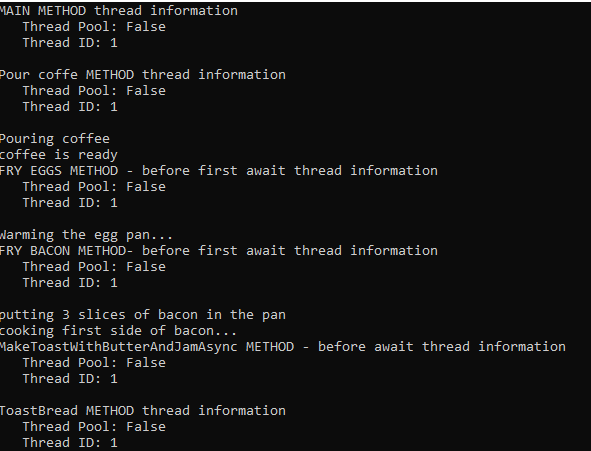 MAIN METHOD thread information
   Thread Pool: False
   Thread ID: 1

Pour coffe METHOD thread information
   Thread Pool: False
   Thread ID: 1

Pouring coffee
coffee is ready
FRY EGGS METHOD - before first await thread information
   Thread Pool: False
   Thread ID: 1

Warming the egg pan...
FRY BACON METHOD- before first await thread information
   Thread Pool: False
   Thread ID: 1

putting 3 slices of bacon in the pan
cooking first side of bacon...
MakeToastWithButterAndJamAsync METHOD - before await thread information
   Thread Pool: False
   Thread ID: 1

ToastBread METHOD thread information
   Thread Pool: False
   Thread ID: 1